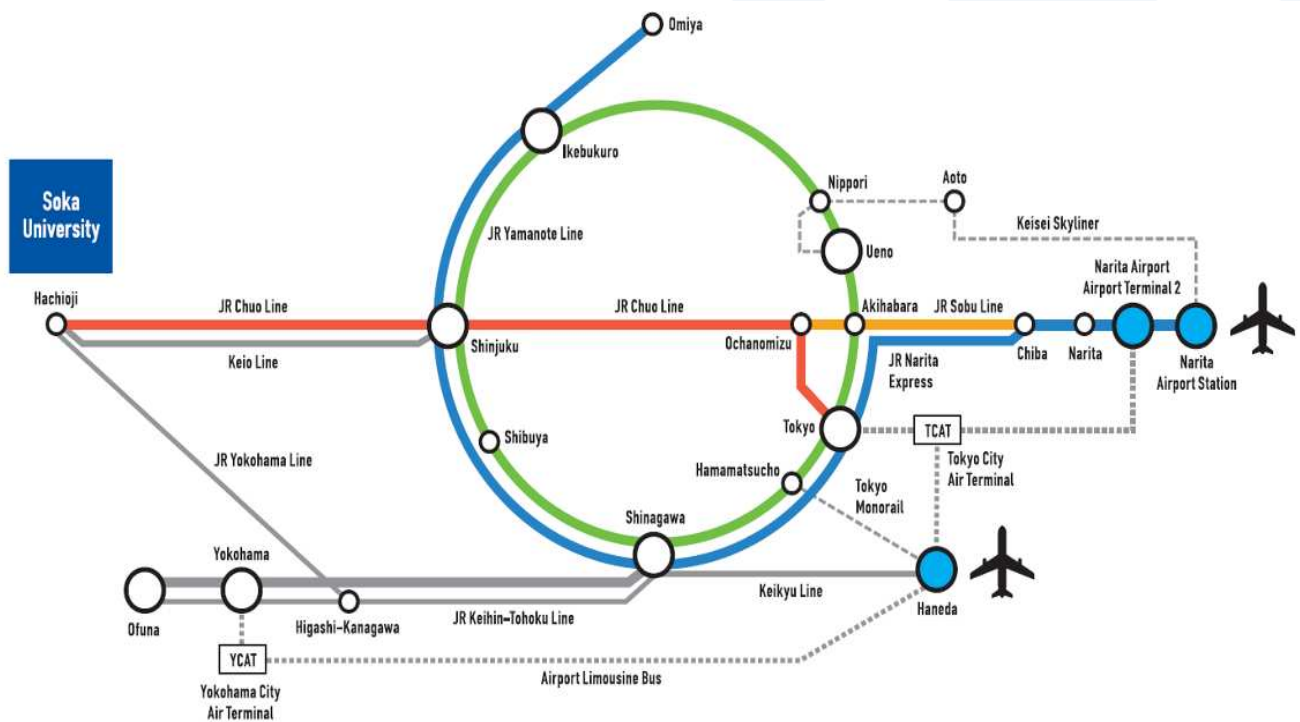 Omiya
Ikebukuro
Nippori
Aoto
Soka
University
JR Yamanote Line
Keisei Skyliner
Ueno
Narita Airport
Airport Terminal 2
Hachioji
JR Chuo Line
JR Chuo Line
Akihabara
JR Sobu Line
Keio Line
Shinjuku
Ochanomizu
JR Narita
Express
Chiba
Narita
Narita
Airport Station
Shibuya
Tokyo
TCAT
Tokyo City
Air Terminal
JR Yokohama Line
Hamamatsucho
Tokyo
Monorail
Shinagawa
Yokohama
Keikyu Line
Haneda
Ofuna
Higashi-Kanagawa
JR Keihin-Tohoku Line
YCAT
Yokohama City
Air Terminal
Airport Limousine Bus